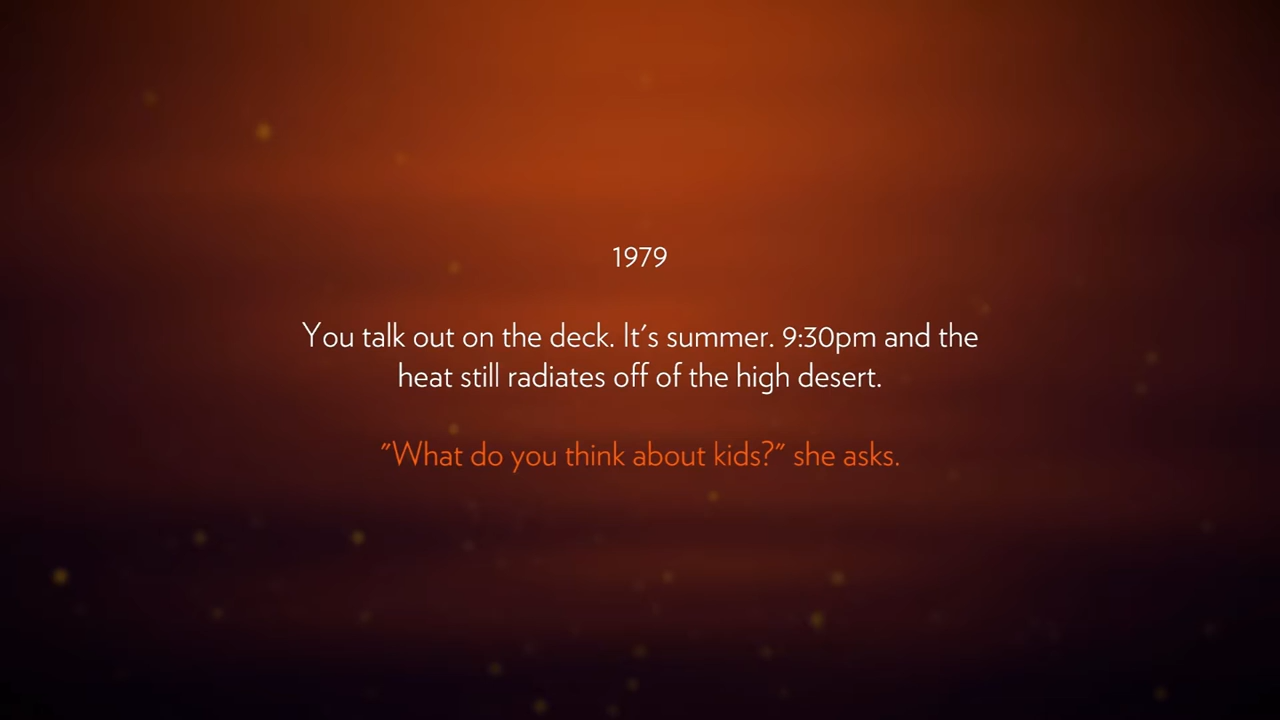 1979
You talk out on the deck. It's summer. 9:30pm and the
heat still radiates off of the high desert.
"What do you think about kids?" she asks.